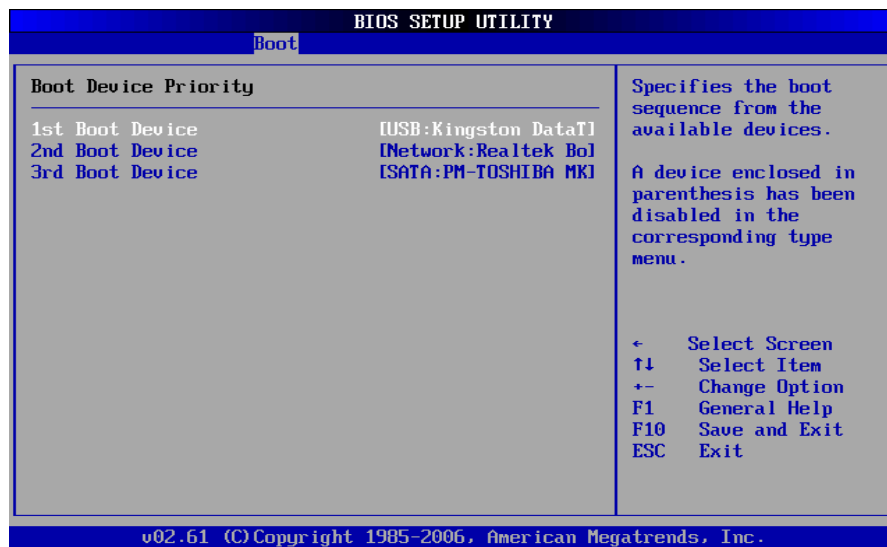 BIOS SETUP UTILITY
Boot
Boot Device Priority
1st Boot Device [USB:Kingston DataT]
2nd Boot Device [Network:Realtek Bo]
3rd Boot Device [SATA:PM-TOSHIBA MK]
Specifies the boot
sequence from the
available devices.
A device enclosed in
parenthesis has been
disabled in the
corresponding type
menu.
← Select Screen
↑↓ Select Item
+- Change Option
F1 General Help
F10 Save and Exit
ESC Exit
v02.61 (C)Copyright 1985-2006, American Megatrends, Inc.